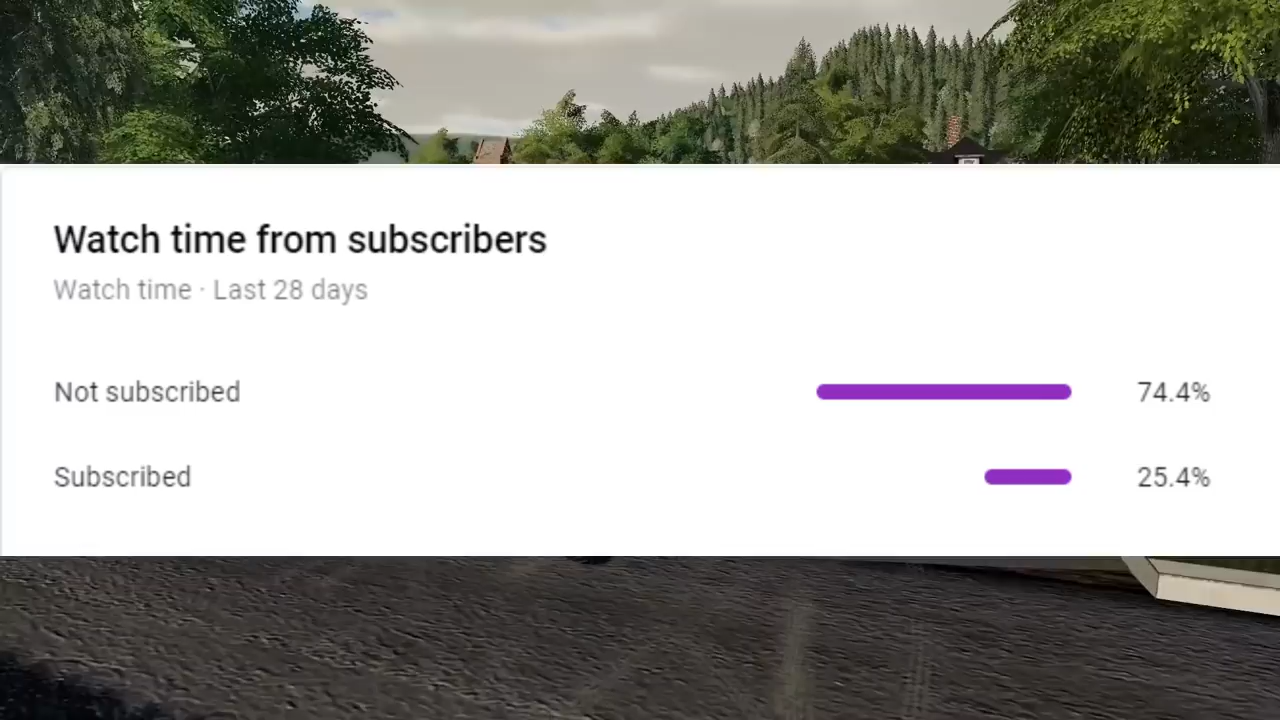 Watch time from subscribers
Watch time · Last 28 days
Not subscribed 74.4%
Subscribed 25.4%